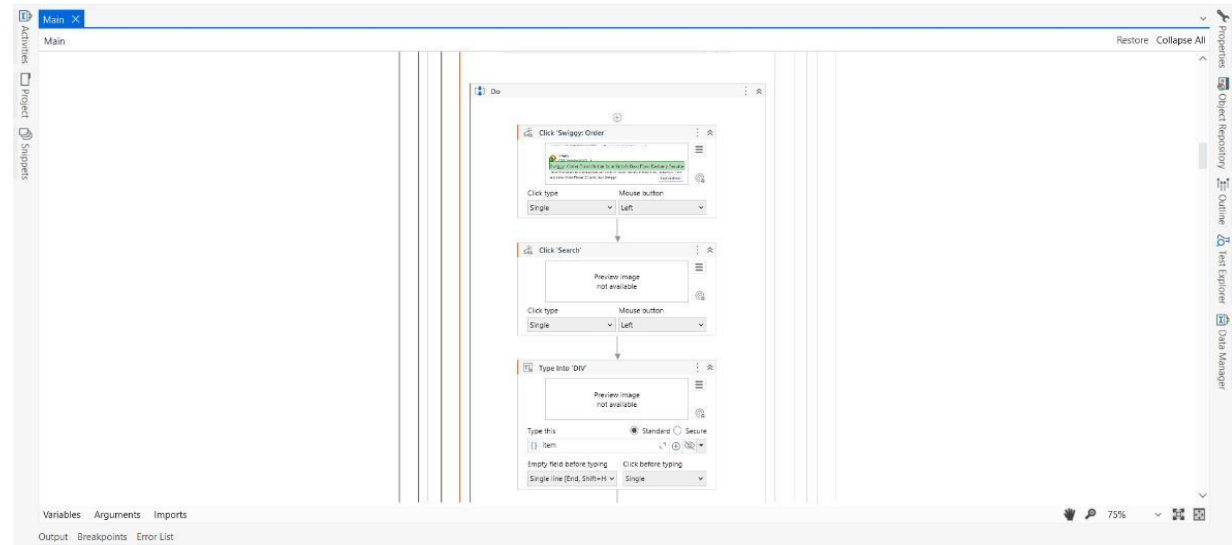 Main
Main
Restore Collapse All
Activities
Project
Snippets
Properties
Object Repository
Outline
Test Explorer
Data Manager
Do
Click 'Swiggy: Order'
Click type Mouse button
Single Left
Click 'Search'
Preview image
not available
Click type Mouse button
Single Left
Type Into 'DIV'
Preview image
not available
Type this Standard Secure
item
Empty field before typing Click before typing
Single line [End, Shift+H Single
Variables Arguments Imports
75%
Output Breakpoints Error List